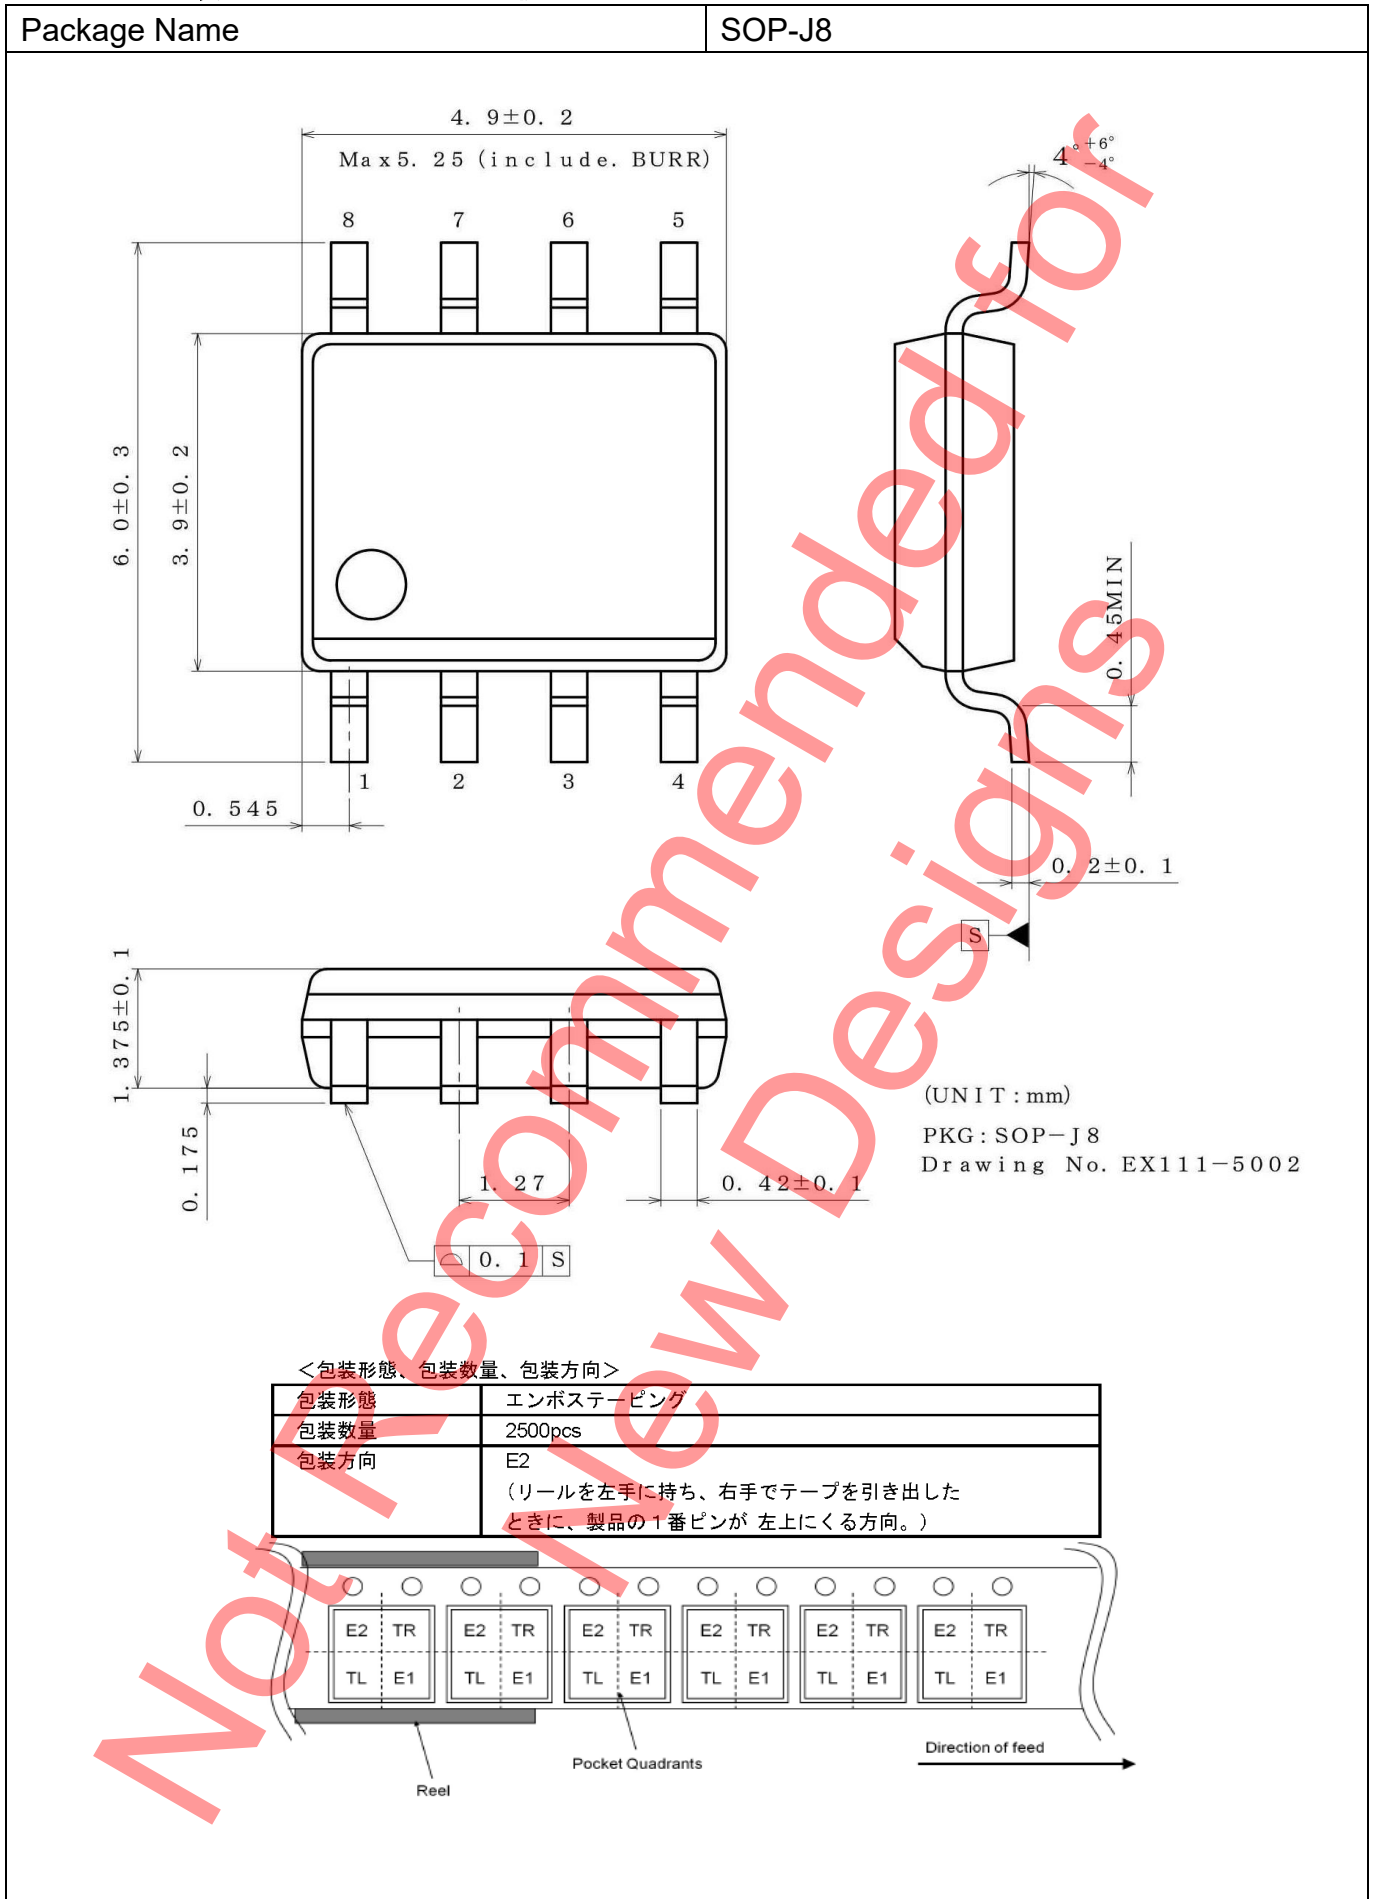 Package Name
SOP-J8
4. 9±0. 2
Max5. 25 (include. BURR)
4°+6° −4°
8 7 6 5
6. 0±0. 3
3. 9±0. 2
0. 45MIN
1 2 3 4
0. 545
0. 2±0. 1
S
1. 375±0. 1
0. 175
1. 27
0. 42±0. 1
0. 1 S
(UNIT:mm)
PKG:SOP−J8
Drawing No. EX111−5002
<包装形態、包装数量、包装方向>
包装形態 エンボステーピング
包装数量 2500pcs
包装方向 E2
(リールを左手に持ち、右手でテープを引き出した
ときに、製品の1番ピンが 左上にくる方向。)
E2 TR E2 TR E2 TR E2 TR E2 TR E2 TR
TL E1 TL E1 TL E1 TL E1 TL E1 TL E1
Reel
Pocket Quadrants
Direction of feed
Not Recommended for
New Designs